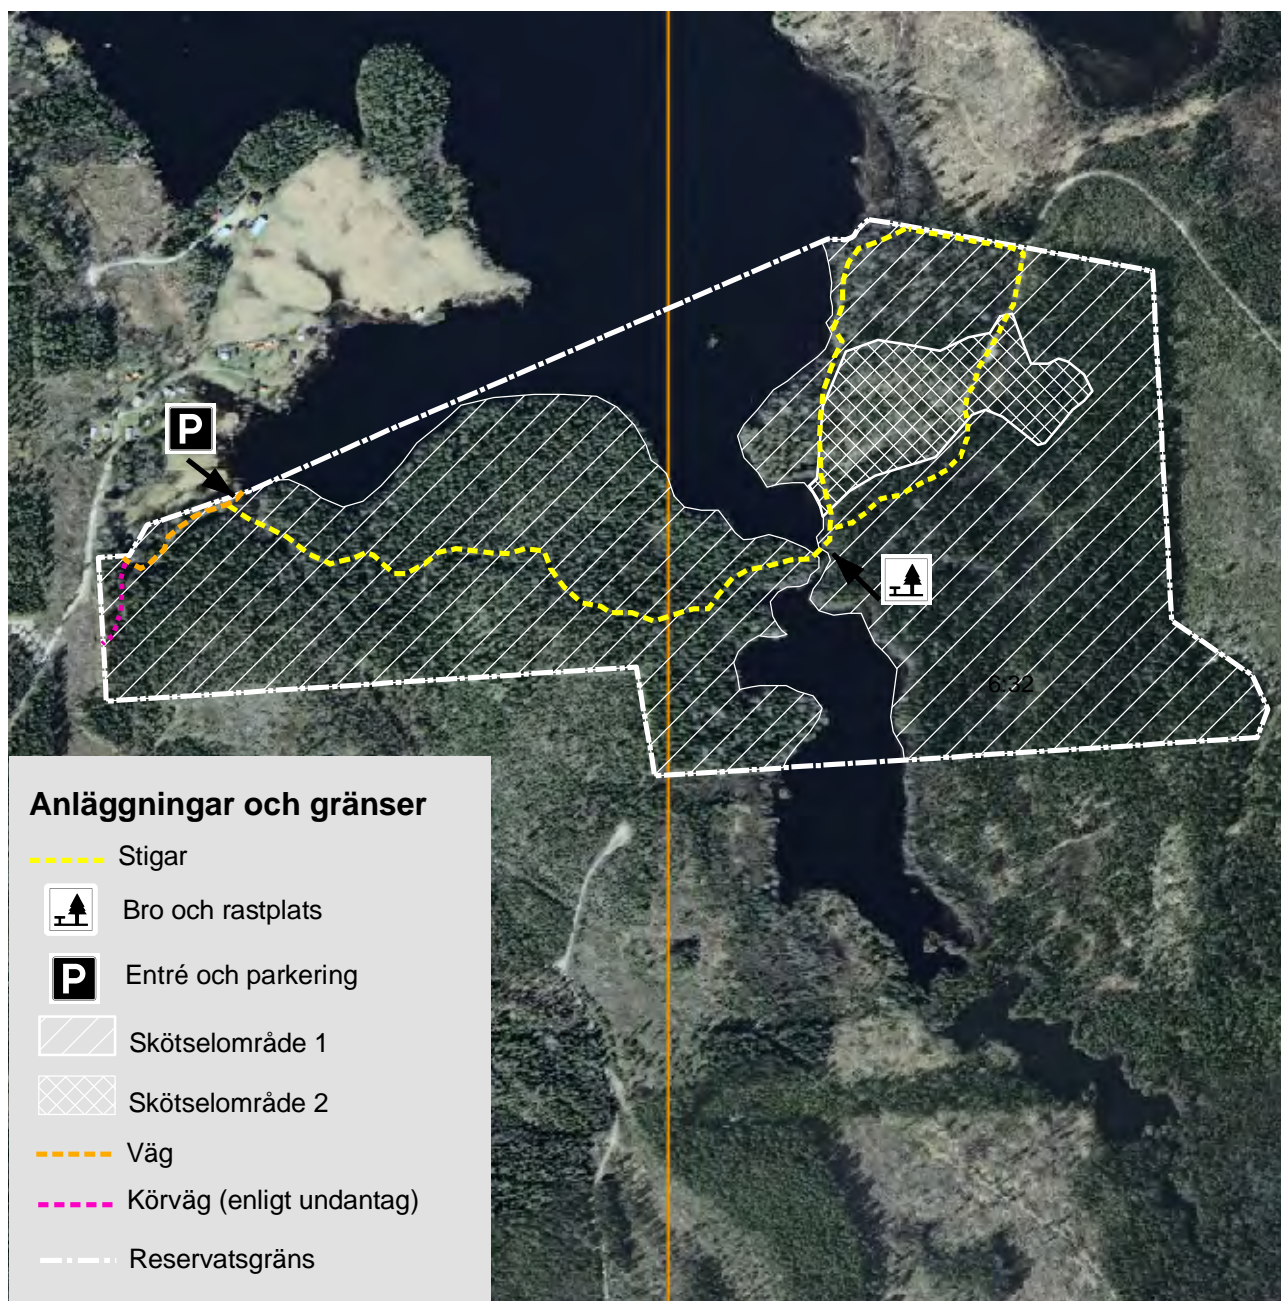 P
6:32
Anläggningar och gränser
Stigar
Bro och rastplats
P Entré och parkering
Skötselområde 1
Skötselområde 2
Väg
Körväg (enligt undantag)
Reservatsgräns